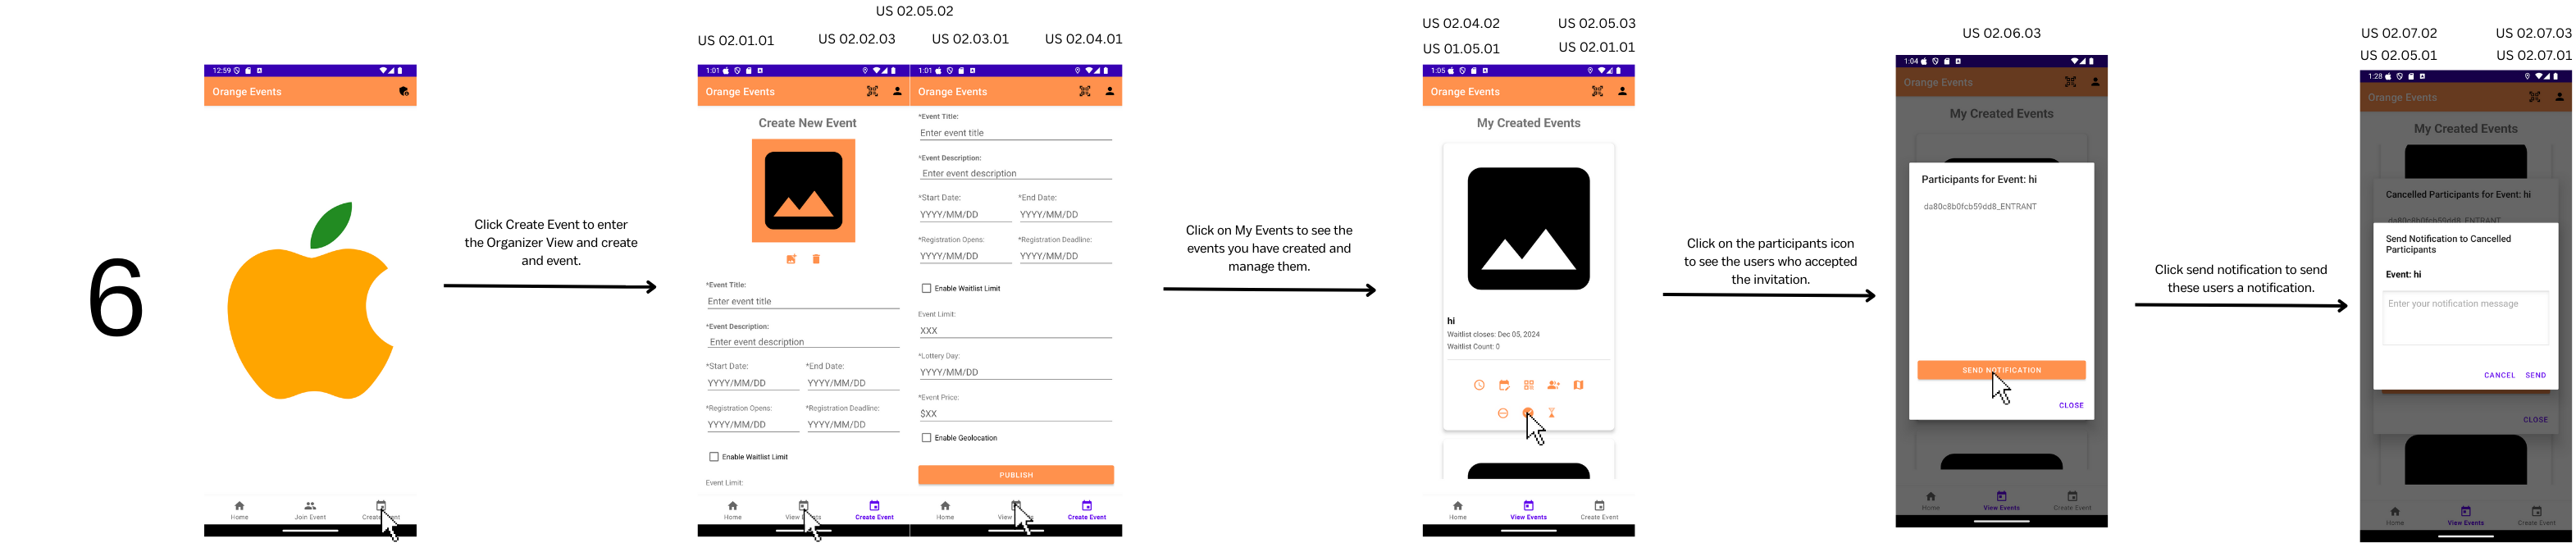 6
12:59
Orange Events
Home
Join Event
Create Event
Click Create Event to enter
the Organizer View and create
and event.
US 02.05.02
US 02.01.01
US 02.02.03
US 02.03.01
US 02.04.01
1:01
Orange Events
Create New Event
*Event Title:
Enter event title
*Event Description:
Enter event description
*Start Date:
*End Date:
YYYY/MM/DD
YYYY/MM/DD
*Registration Opens:
*Registration Deadline:
YYYY/MM/DD
YYYY/MM/DD
Enable Waitlist Limit
Event Limit:
Home
View Events
Create Event
1:01
Orange Events
*Event Title:
Enter event title
*Event Description:
Enter event description
*Start Date:
*End Date:
YYYY/MM/DD
YYYY/MM/DD
*Registration Opens:
*Registration Deadline:
YYYY/MM/DD
YYYY/MM/DD
Enable Waitlist Limit
Event Limit:
XXX
*Lottery Day:
YYYY/MM/DD
*Event Price:
$XX
Enable Geolocation
PUBLISH
Home
View
Create Event
Click on My Events to see the
events you have created and
manage them.
US 02.04.02
US 02.05.03
US 01.05.01
US 02.01.01
1:05
Orange Events
My Created Events
hi
Waitlist closes: Dec 05, 2024
Waitlist Count: 0
Home
View Events
Create Event
Click on the participants icon
to see the users who accepted
the invitation.
US 02.06.03
1:04
Orange Events
My Created Events
Participants for Event: hi
da80c8b0fcb59dd8_ENTRANT
SEND NOTIFICATION
CLOSE
Home
View Events
Create Event
Click send notification to send
these users a notification.
US 02.07.02
US 02.07.03
US 02.05.01
US 02.07.01
1:28
Orange Events
My Created Events
Cancelled Participants for Event: hi
da80c8b0fcb59dd8_ENTRANT
Send Notification to Cancelled
Participants
Event: hi
Enter your notification message
CANCEL
SEND
CLOSE
Home
View Events
Create Event